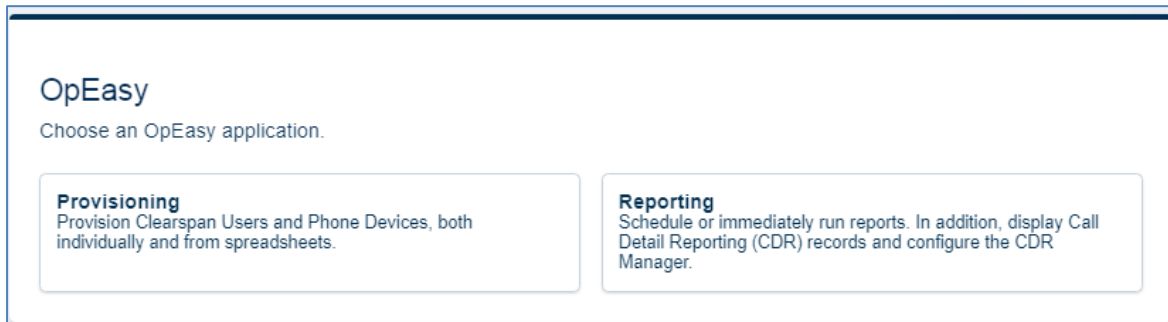 OpEasy
Choose an OpEasy application.
Provisioning
Provision Clearspan Users and Phone Devices, both
individually and from spreadsheets.
Reporting
Schedule or immediately run reports. In addition, display Call
Detail Reporting (CDR) records and configure the CDR
Manager.